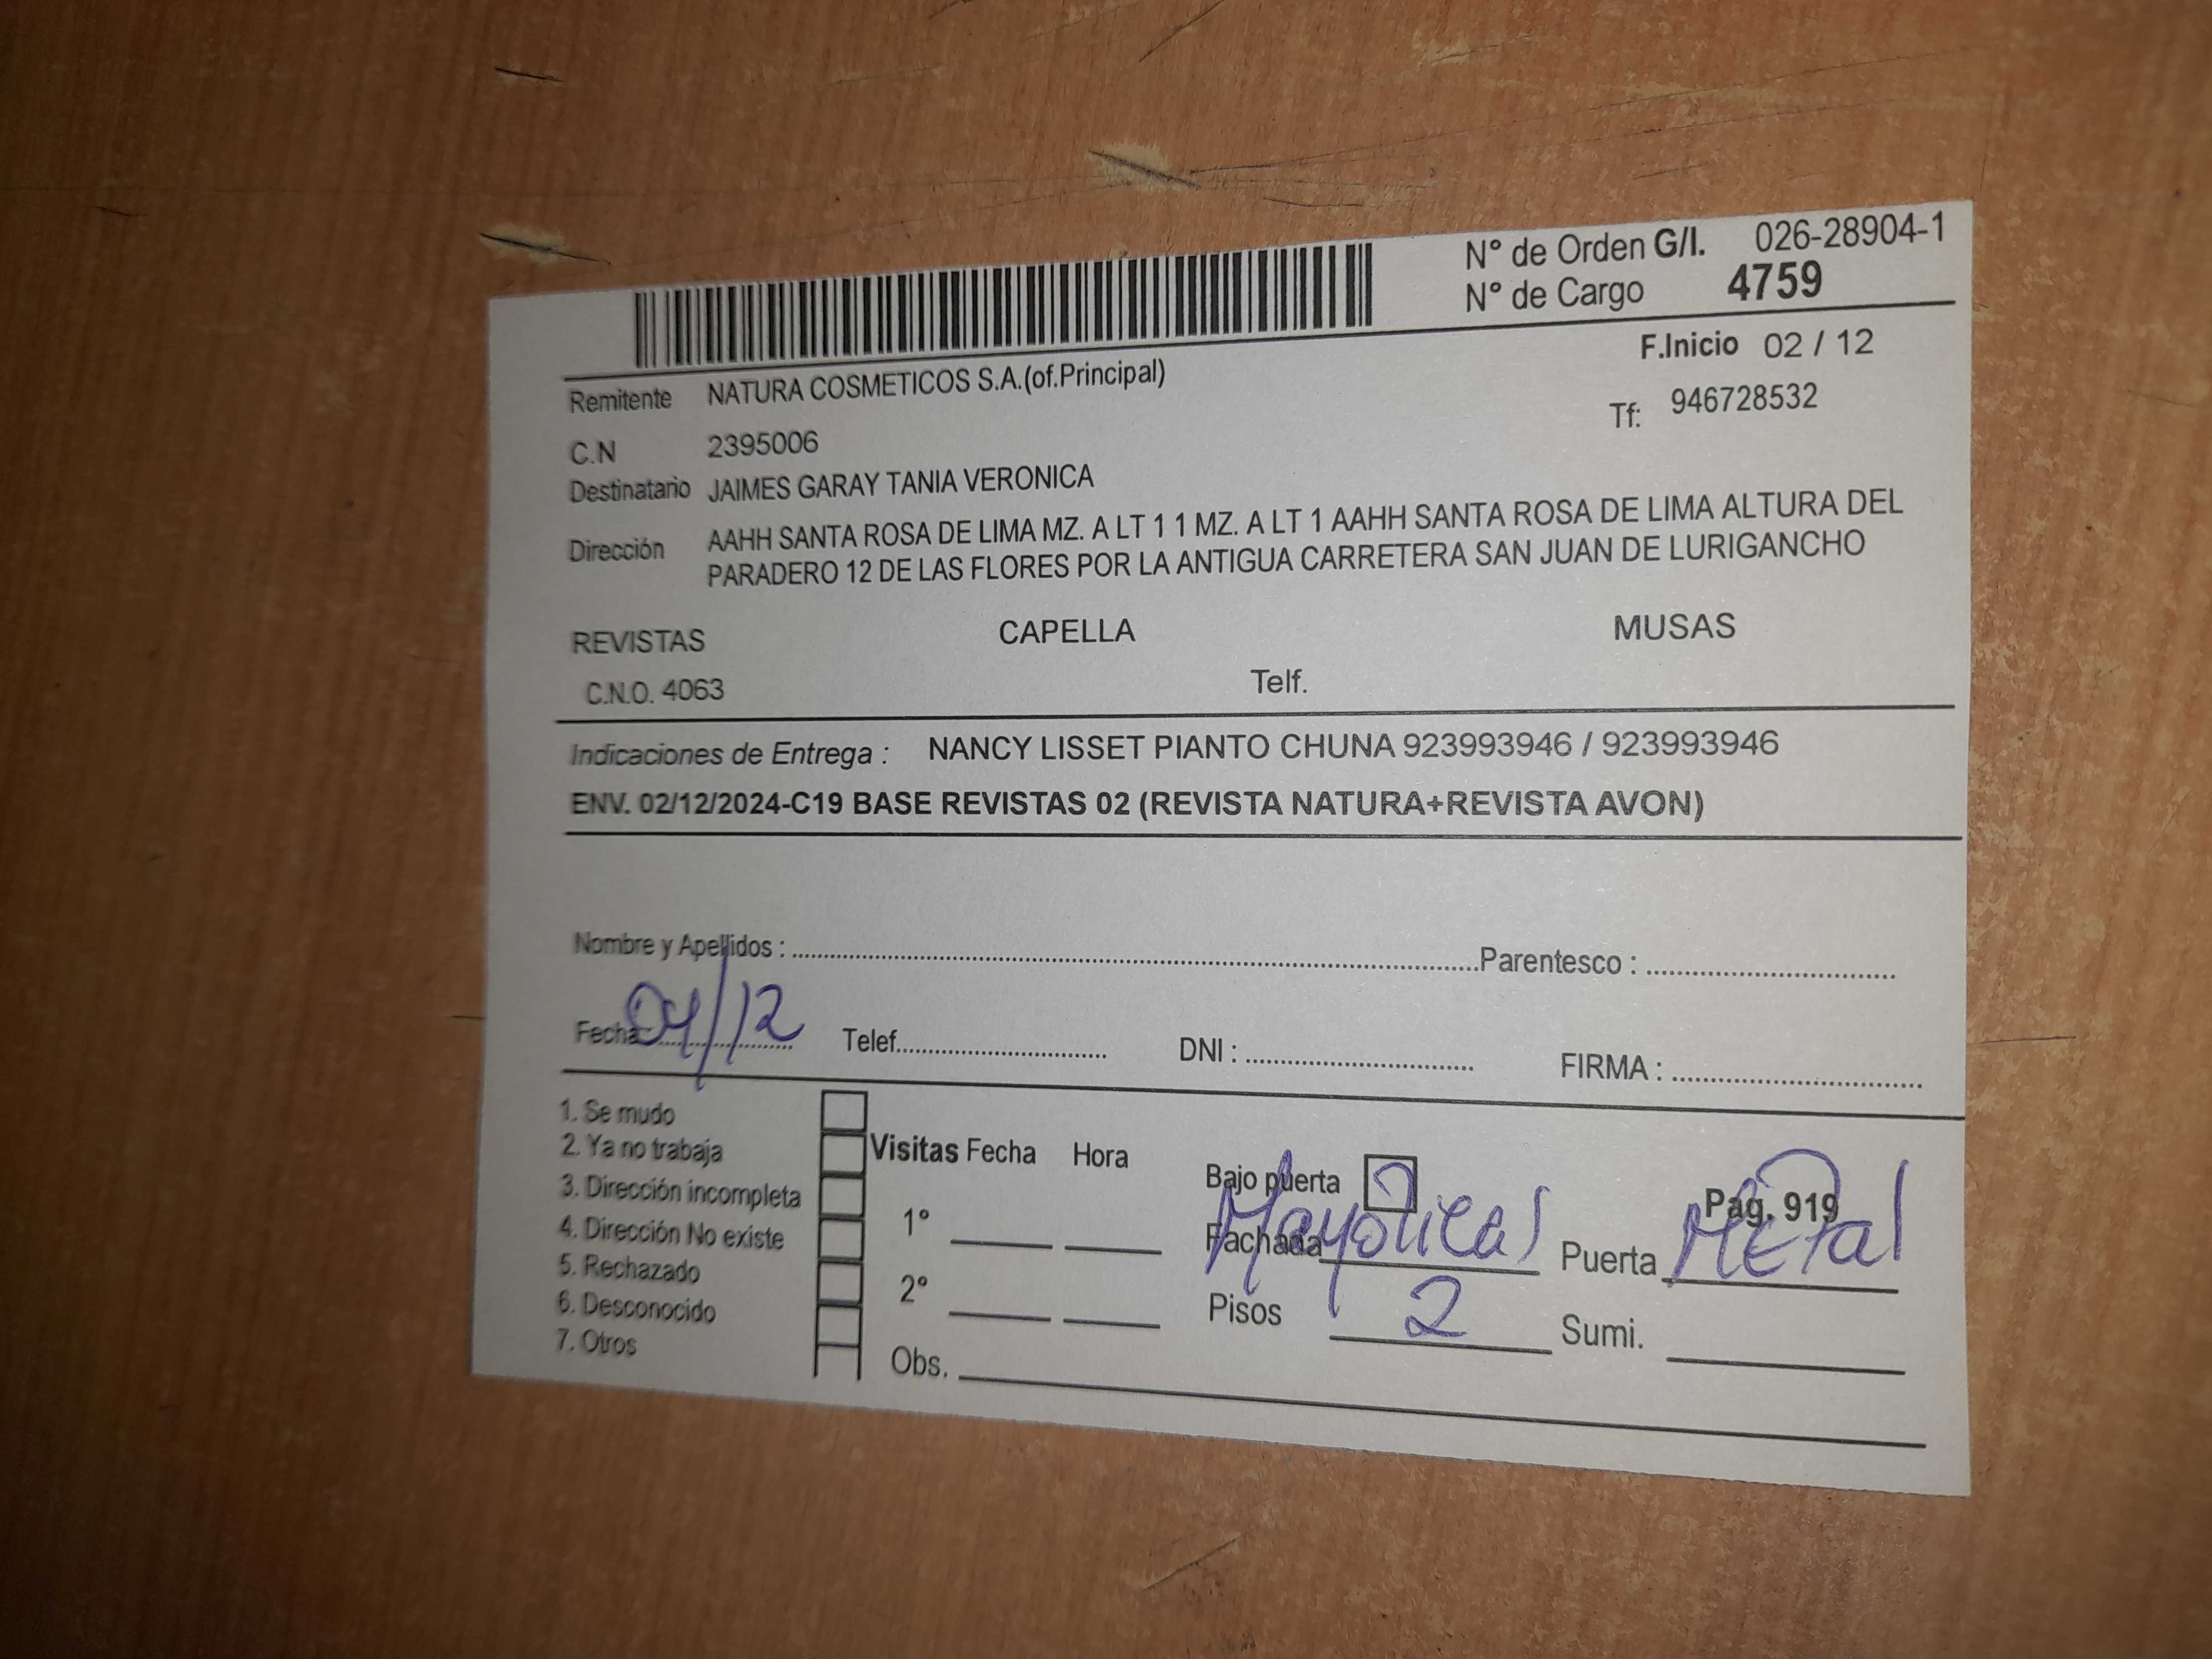 N° de Orden G/I. 026-28904-1
N° de Cargo 4759
F.Inicio 02 / 12
Remitente NATURA COSMETICOS S.A.(of.Principal)
Tf: 946728532
C.N 2395006
Destinatario JAIMES GARAY TANIA VERONICA
Dirección AAHH SANTA ROSA DE LIMA MZ. A LT 1 1 MZ. A LT 1 AAHH SANTA ROSA DE LIMA ALTURA DEL
PARADERO 12 DE LAS FLORES POR LA ANTIGUA CARRETERA SAN JUAN DE LURIGANCHO
REVISTAS CAPELLA MUSAS
C.N.O. 4063 Telf.
Indicaciones de Entrega : NANCY LISSET PIANTO CHUNA 923993946 / 923993946
ENV. 02/12/2024-C19 BASE REVISTAS 02 (REVISTA NATURA+REVISTA AVON)
Nombre y Apellidos : Parentesco :
Fecha: 04/12 Telef. DNI : FIRMA :
1. Se mudo
2. Ya no trabaja
3. Dirección incompleta
4. Dirección No existe
5. Rechazado
6. Desconocido
7. Otros
Visitas Fecha Hora
1°
2°
Obs.
Bajo puerta
Pag. 919
Fachada Mayolicas Puerta Metal
Pisos 2 Sumi.